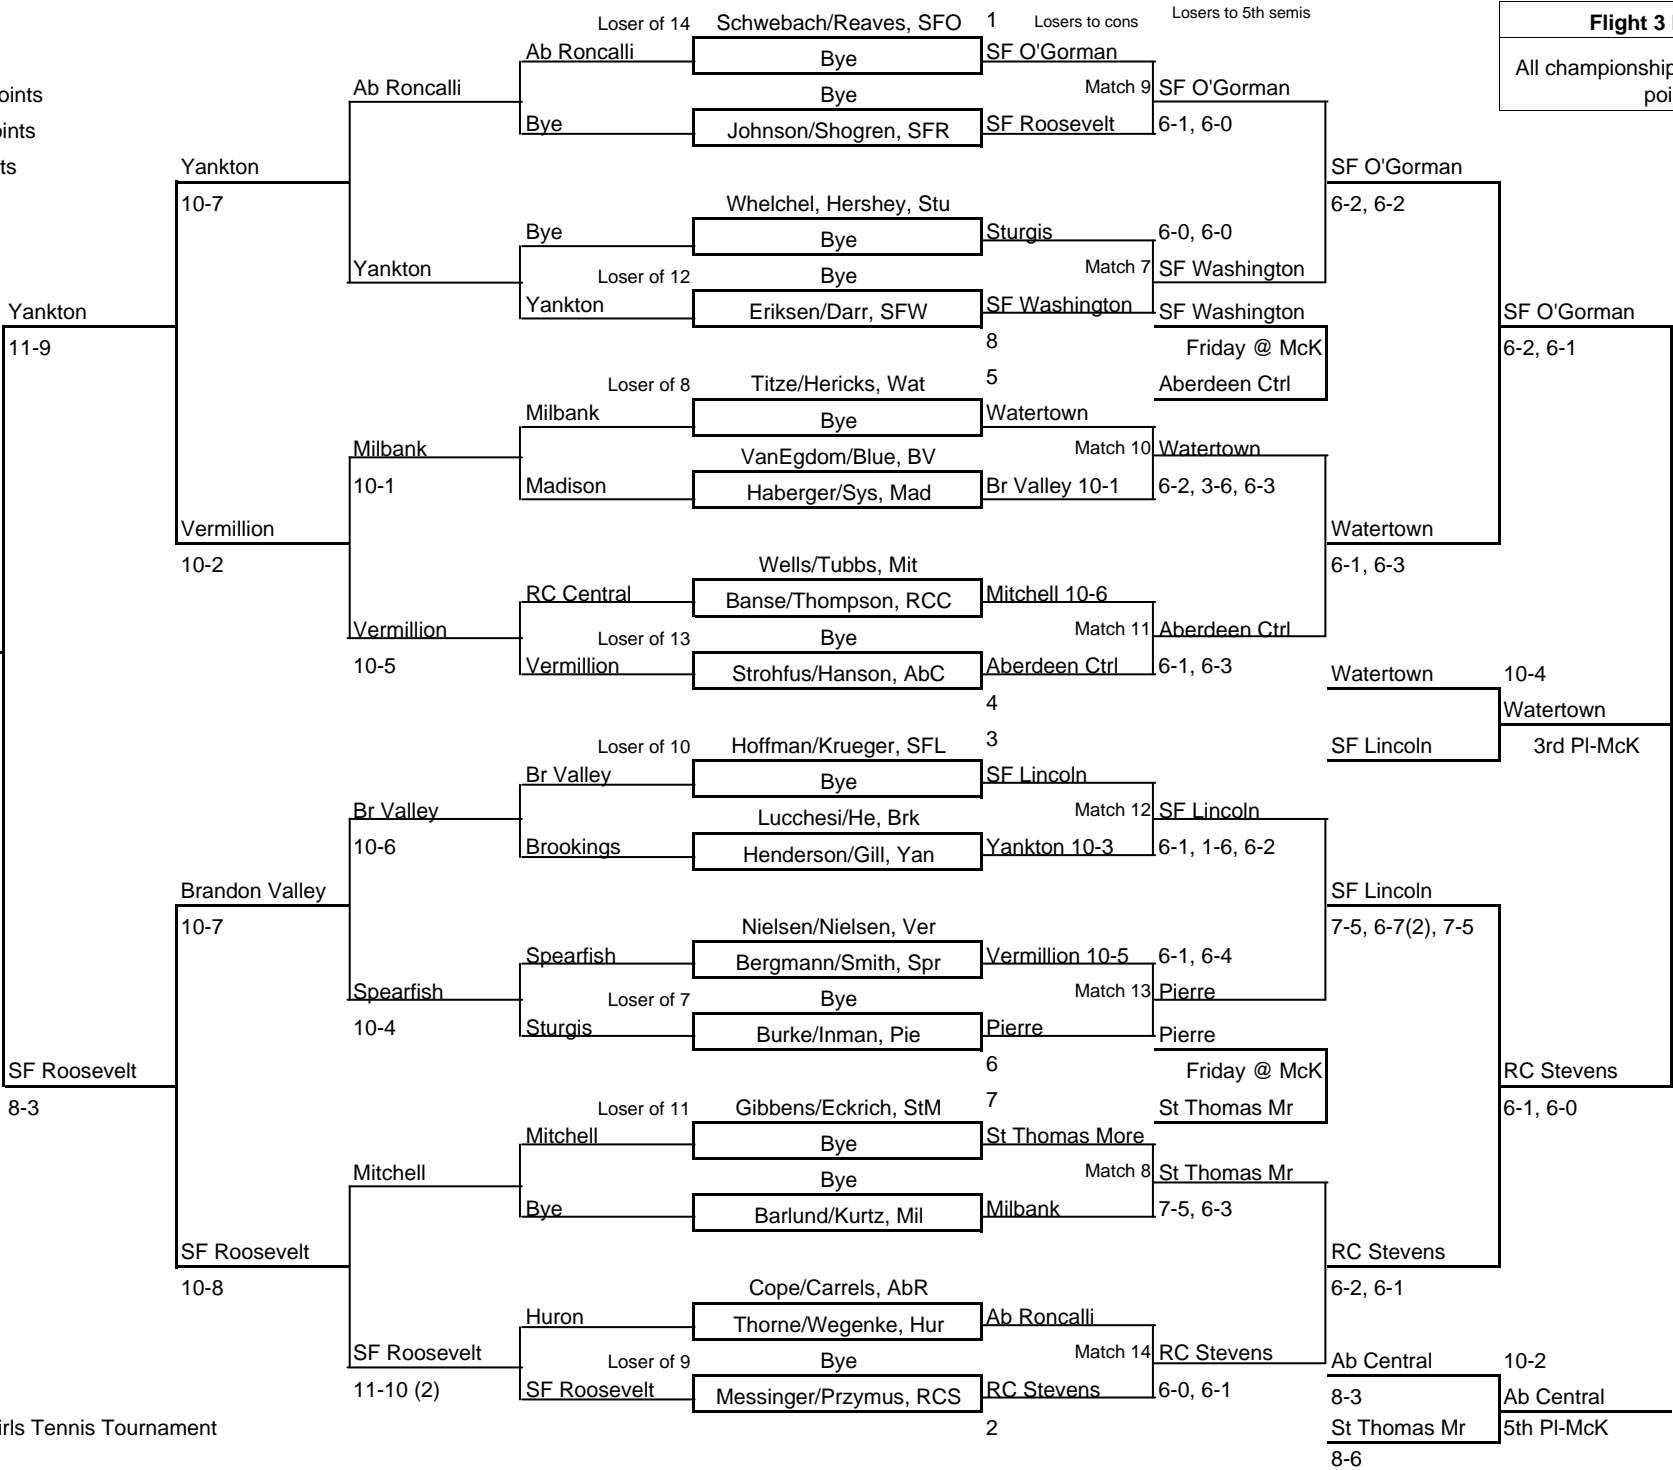 Loser of 14 Schwebach/Reaves, SFO 1 Losers to cons Losers to 5th semis
Flight 3
Ab Roncalli Bye SF O'Gorman
All championship
oints Ab Roncalli Bye Match 9 SF O'Gorman poi
oints Bye Johnson/Shogren, SFR SF Roosevelt 6-1, 6-0
ts Yankton SF O'Gorman
10-7 Whelchel, Hershey, Stu 6-2, 6-2
Bye Bye Sturgis 6-0, 6-0
Yankton Loser of 12 Bye Match 7 SF Washington
Yankton Yankton Eriksen/Darr, SFW SF Washington SF Washington SF O'Gorman
11-9 8 Friday @ McK 6-2, 6-1
Loser of 8 Titze/Hericks, Wat 5 Aberdeen Ctrl
Milbank Bye Watertown
Milbank VanEgdom/Blue, BV Match 10 Watertown
10-1 Madison Haberger/Sys, Mad Br Valley 10-1 6-2, 3-6, 6-3
Vermillion Watertown
10-2 Wells/Tubbs, Mit 6-1, 6-3
RC Central Banse/Thompson, RCC Mitchell 10-6
Vermillion Loser of 13 Bye Match 11 Aberdeen Ctrl
10-5 Vermillion Strohfus/Hanson, AbC Aberdeen Ctrl 6-1, 6-3 Watertown 10-4
4 Watertown
Loser of 10 Hoffman/Krueger, SFL 3 SF Lincoln 3rd Pl-McK
Br Valley Bye SF Lincoln
Br Valley Lucchesi/He, Brk Match 12 SF Lincoln
10-6 Brookings Henderson/Gill, Yan Yankton 10-3 6-1, 1-6, 6-2
Brandon Valley SF Lincoln
10-7 Nielsen/Nielsen, Ver 7-5, 6-7(2), 7-5
Spearfish Bergmann/Smith, Spr Vermillion 10-5 6-1, 6-4
Spearfish Loser of 7 Bye Match 13 Pierre
10-4 Sturgis Burke/Inman, Pie Pierre Pierre
SF Roosevelt 6 Friday @ McK RC Stevens
8-3 Loser of 11 Gibbens/Eckrich, StM 7 St Thomas Mr 6-1, 6-0
Mitchell Bye St Thomas More
Mitchell Bye Match 8 St Thomas Mr
Bye Barlund/Kurtz, Mil Milbank 7-5, 6-3
SF Roosevelt RC Stevens
10-8 Cope/Carrels, AbR 6-2, 6-1
Huron Thorne/Wegenke, Hur Ab Roncalli
SF Roosevelt Loser of 9 Bye Match 14 RC Stevens Ab Central 10-2
11-10 (2) SF Roosevelt Messinger/Przymus, RCS RC Stevens 6-0, 6-1 8-3 Ab Central
irls Tennis Tournament 2 St Thomas Mr 5th Pl-McK
8-6